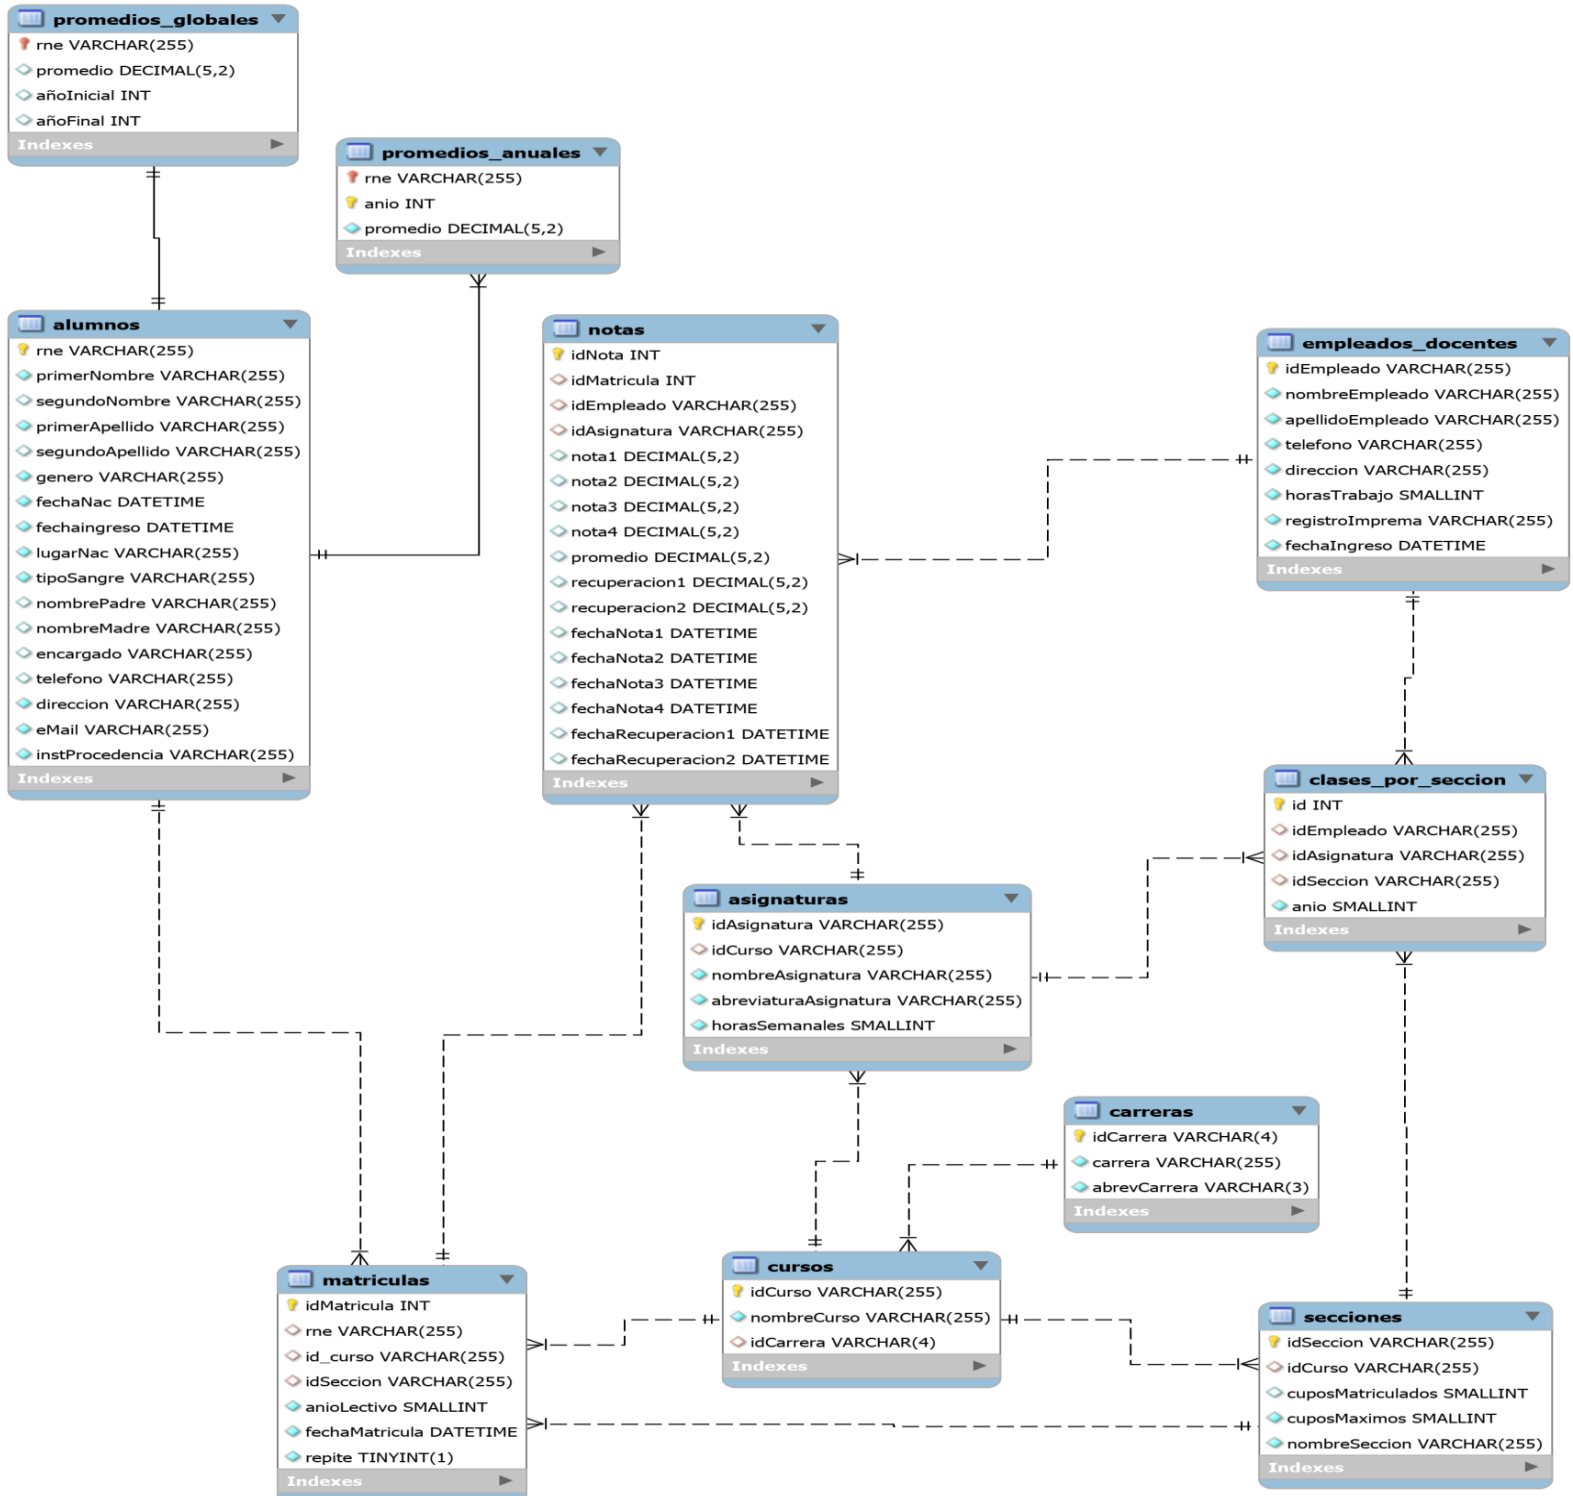 promedios_globales
rne VARCHAR(255)
promedio DECIMAL(5,2)
añoInicial INT
añoFinal INT
Indexes
promedios_anuales
rne VARCHAR(255)
anio INT
promedio DECIMAL(5,2)
Indexes
alumnos
rne VARCHAR(255)
primerNombre VARCHAR(255)
segundoNombre VARCHAR(255)
primerApellido VARCHAR(255)
segundoApellido VARCHAR(255)
genero VARCHAR(255)
fechaNac DATETIME
fechaingreso DATETIME
lugarNac VARCHAR(255)
tipoSangre VARCHAR(255)
nombrePadre VARCHAR(255)
nombreMadre VARCHAR(255)
encargado VARCHAR(255)
telefono VARCHAR(255)
direccion VARCHAR(255)
eMail VARCHAR(255)
instProcedencia VARCHAR(255)
Indexes
notas
idNota INT
idMatricula INT
idEmpleado VARCHAR(255)
idAsignatura VARCHAR(255)
nota1 DECIMAL(5,2)
nota2 DECIMAL(5,2)
nota3 DECIMAL(5,2)
nota4 DECIMAL(5,2)
promedio DECIMAL(5,2)
recuperacion1 DECIMAL(5,2)
recuperacion2 DECIMAL(5,2)
fechaNota1 DATETIME
fechaNota2 DATETIME
fechaNota3 DATETIME
fechaNota4 DATETIME
fechaRecuperacion1 DATETIME
fechaRecuperacion2 DATETIME
Indexes
empleados_docentes
idEmpleado VARCHAR(255)
nombreEmpleado VARCHAR(255)
apellidoEmpleado VARCHAR(255)
telefono VARCHAR(255)
direccion VARCHAR(255)
horasTrabajo SMALLINT
registroImprema VARCHAR(255)
fechaIngreso DATETIME
Indexes
clases_por_seccion
id INT
idEmpleado VARCHAR(255)
idAsignatura VARCHAR(255)
idSeccion VARCHAR(255)
anio SMALLINT
Indexes
asignaturas
idAsignatura VARCHAR(255)
idCurso VARCHAR(255)
nombreAsignatura VARCHAR(255)
abreviaturaAsignatura VARCHAR(255)
horasSemanales SMALLINT
Indexes
carreras
idCarrera VARCHAR(4)
carrera VARCHAR(255)
abrevCarrera VARCHAR(3)
Indexes
matriculas
idMatricula INT
rne VARCHAR(255)
id_curso VARCHAR(255)
idSeccion VARCHAR(255)
anioLectivo SMALLINT
fechaMatricula DATETIME
repite TINYINT(1)
Indexes
cursos
idCurso VARCHAR(255)
nombreCurso VARCHAR(255)
idCarrera VARCHAR(4)
Indexes
secciones
idSeccion VARCHAR(255)
idCurso VARCHAR(255)
cuposMatriculados SMALLINT
cuposMaximos SMALLINT
nombreSeccion VARCHAR(255)
Indexes